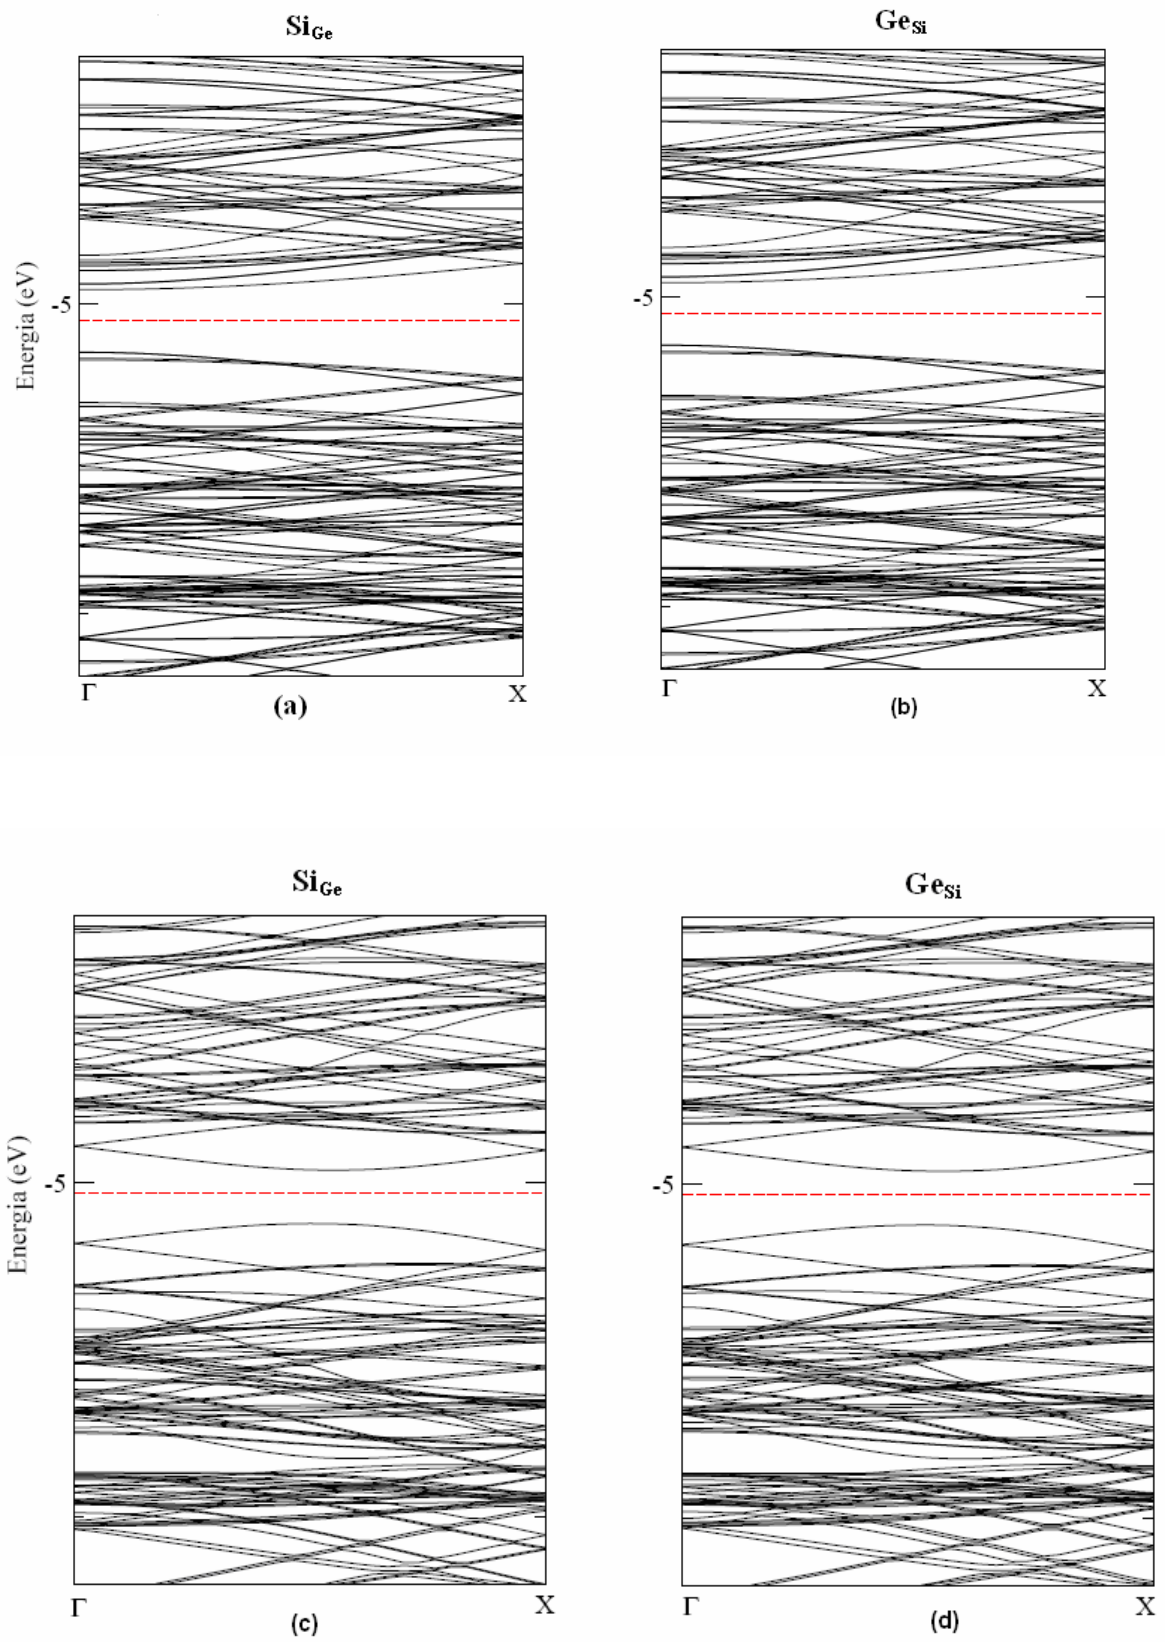 Si_Ge
Ge_Si
Energia (eV)
-5
-5
Γ
X
Γ
X
(a)
(b)
Si_Ge
Ge_Si
Energia (eV)
-5
-5
Γ
X
Γ
X
(c)
(d)